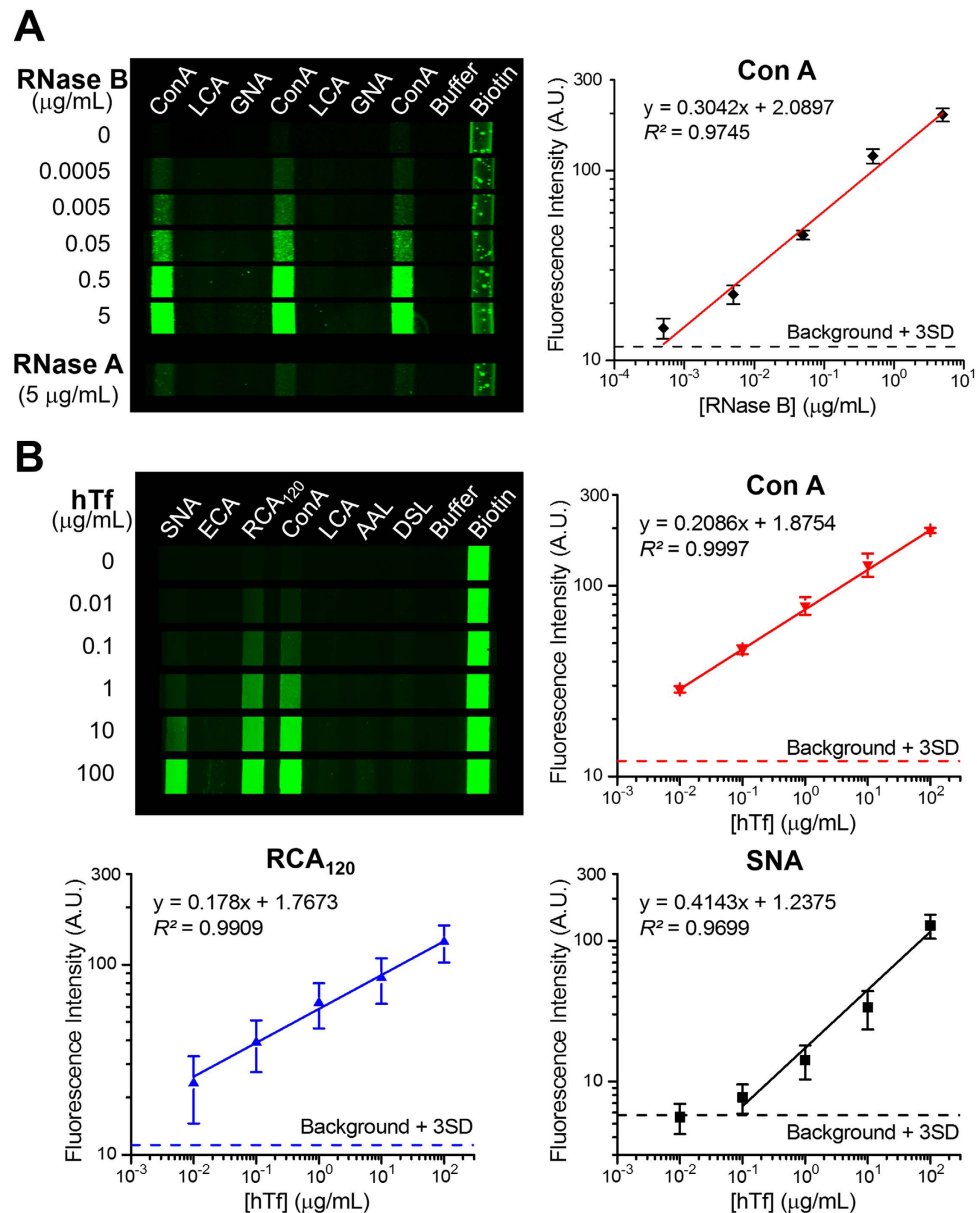 A
RNase B
(μg/mL)
ConA LCA GNA ConA LCA GNA ConA Buffer Biotin
0
0.0005
0.005
0.05
0.5
5
RNase A
(5 μg/mL)
Con A
y = 0.3042x + 2.0897
R² = 0.9745
Fluorescence Intensity (A.U.)
300
100
10
Background + 3SD
10⁻⁴ 10⁻³ 10⁻² 10⁻¹ 10⁰ 10¹
[RNase B] (μg/mL)
B
hTf
(μg/mL)
SNA ECA RCA₁₂₀ ConA LCA AAL DSL Buffer Biotin
0
0.01
0.1
1
10
100
Con A
y = 0.2086x + 1.8754
R² = 0.9997
Fluorescence Intensity (A.U.)
300
100
10
Background + 3SD
10⁻³ 10⁻² 10⁻¹ 10⁰ 10¹ 10²
[hTf] (μg/mL)
RCA₁₂₀
y = 0.178x + 1.7673
R² = 0.9909
Fluorescence Intensity (A.U.)
300
100
10
Background + 3SD
10⁻³ 10⁻² 10⁻¹ 10⁰ 10¹ 10²
[hTf] (μg/mL)
SNA
y = 0.4143x + 1.2375
R² = 0.9699
Fluorescence Intensity (A.U.)
300
100
10
Background + 3SD
10⁻³ 10⁻² 10⁻¹ 10⁰ 10¹ 10²
[hTf] (μg/mL)